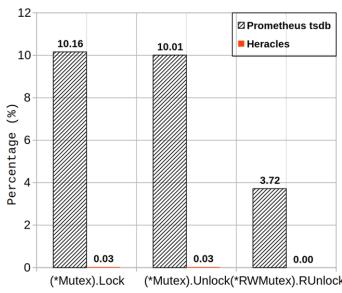 12
10
8
6
4
2
0
Percentage (%)
Prometheus tsdb
Heracles
10.16
0.03
10.01
0.03
3.72
0.00
(*Mutex).Lock
(*Mutex).Unlock
(*RWMutex).RUnlock